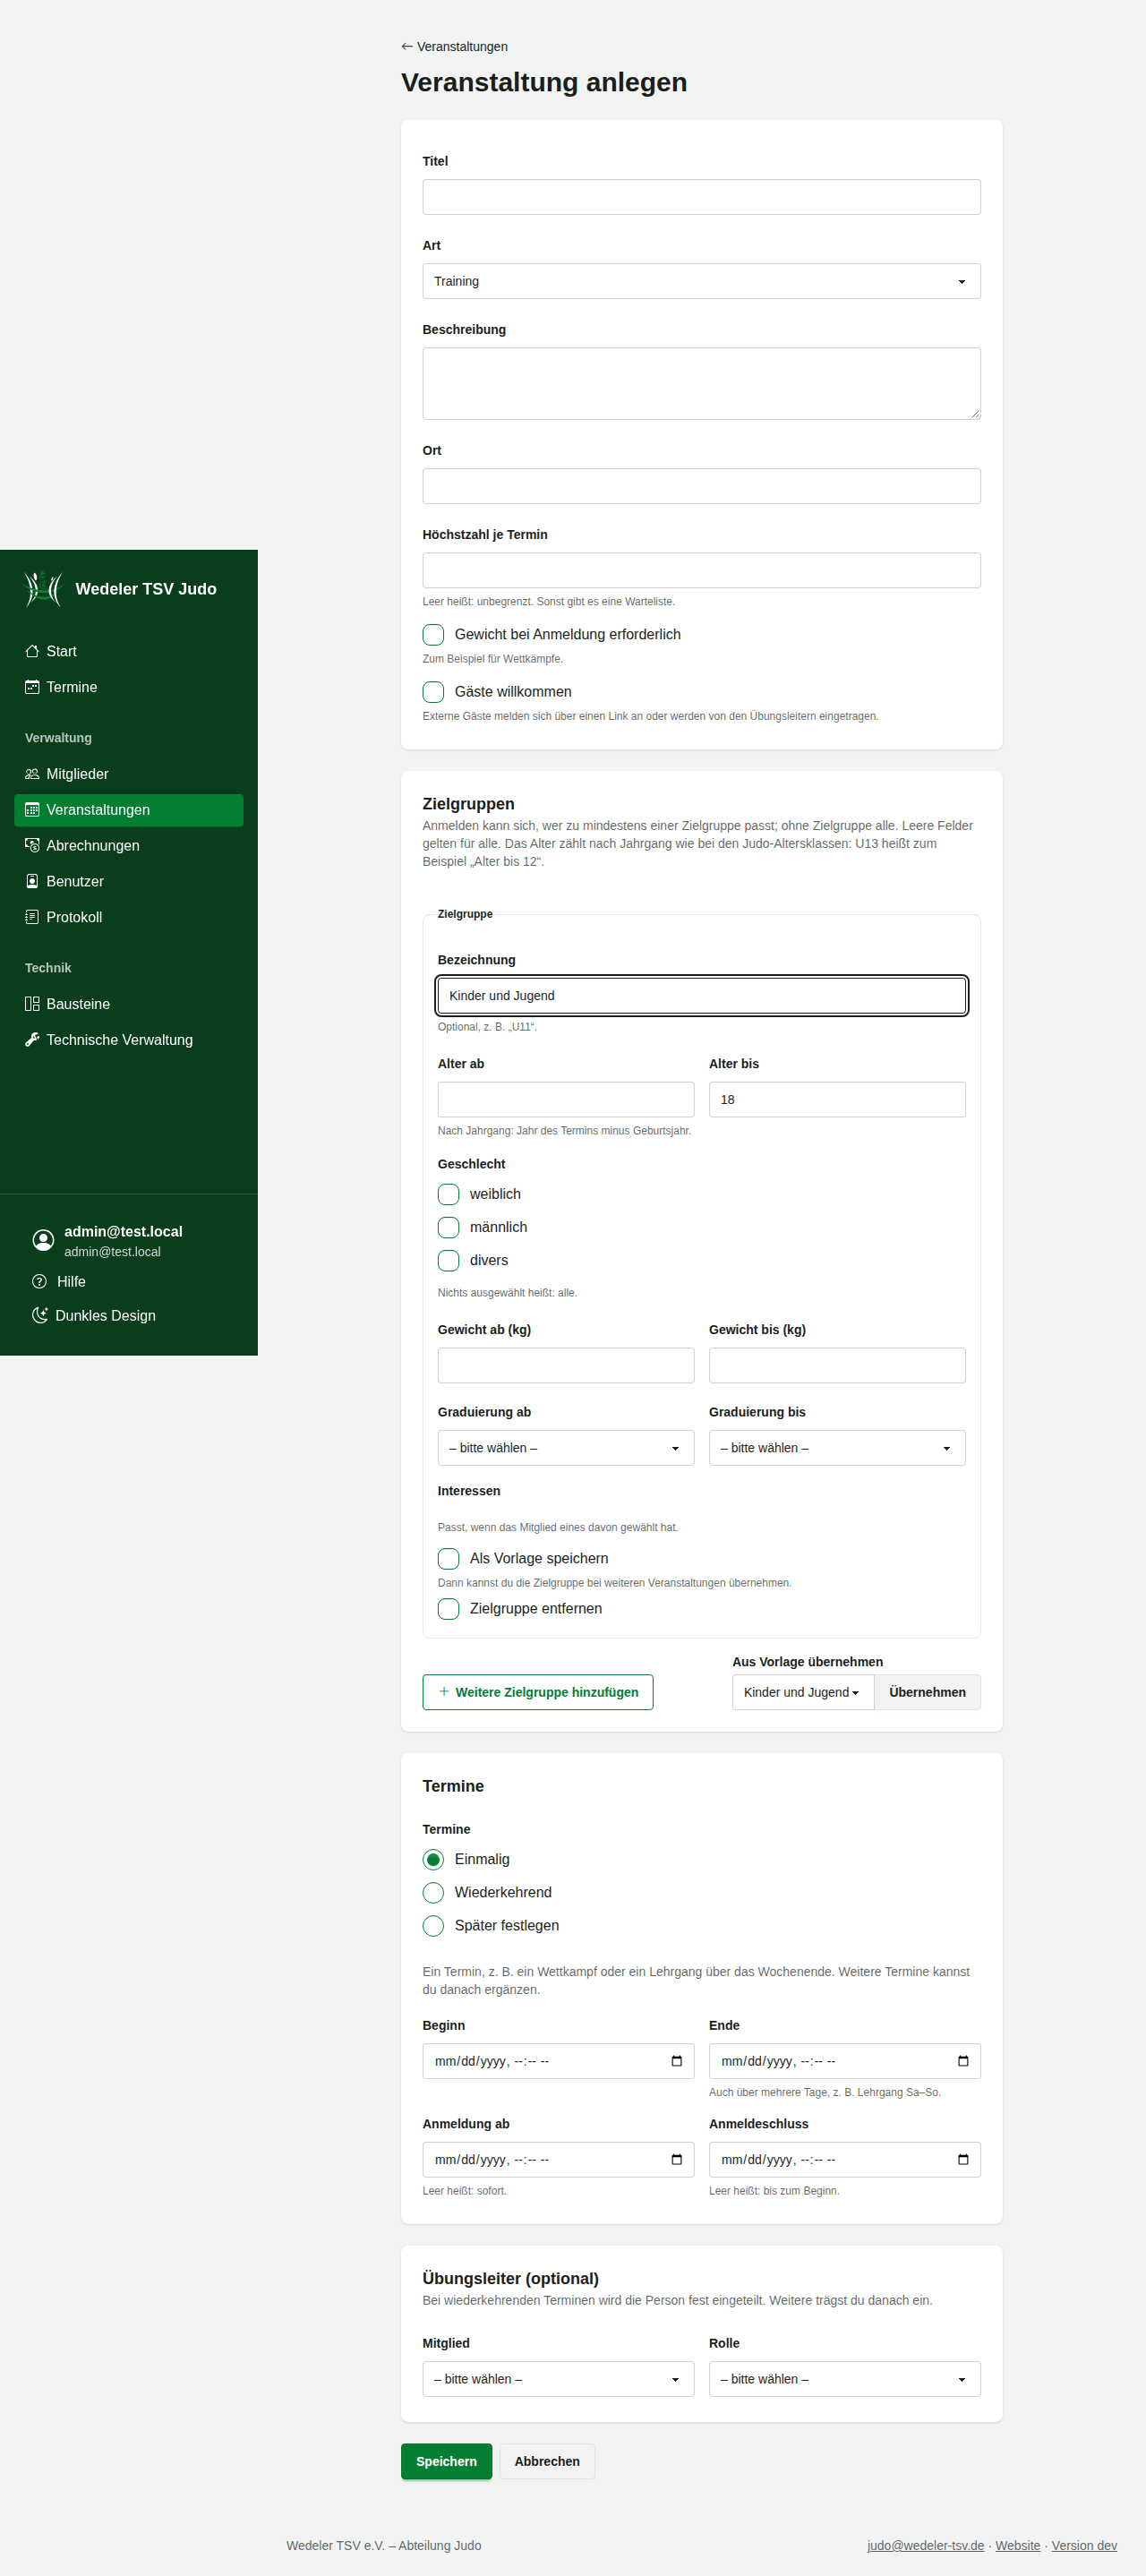 ← Veranstaltungen
Veranstaltung anlegen
Titel
Art
Training
Beschreibung
Ort
Höchstzahl je Termin
Leer heißt: unbegrenzt. Sonst gibt es eine Warteliste.
Gewicht bei Anmeldung erforderlich
Zum Beispiel für Wettkämpfe.
Gäste willkommen
Externe Gäste melden sich über einen Link an oder werden von den Übungsleitern eingetragen.
Wedeler TSV Judo
Start
Termine
Verwaltung
Mitglieder
Veranstaltungen
Abrechnungen
Benutzer
Protokoll
Technik
Bausteine
Technische Verwaltung
admin@test.local
admin@test.local
Hilfe
Dunkles Design
Zielgruppen
Anmelden kann sich, wer zu mindestens einer Zielgruppe passt; ohne Zielgruppe alle. Leere Felder
gelten für alle. Das Alter zählt nach Jahrgang wie bei den Judo-Altersklassen: U13 heißt zum
Beispiel „Alter bis 12“.
Zielgruppe
Bezeichnung
Kinder und Jugend
Optional, z. B. „U11“.
Alter ab Alter bis
18
Nach Jahrgang: Jahr des Termins minus Geburtsjahr.
Geschlecht
weiblich
männlich
divers
Nichts ausgewählt heißt: alle.
Gewicht ab (kg) Gewicht bis (kg)
Graduierung ab Graduierung bis
– bitte wählen – – bitte wählen –
Interessen
Passt, wenn das Mitglied eines davon gewählt hat.
Als Vorlage speichern
Dann kannst du die Zielgruppe bei weiteren Veranstaltungen übernehmen.
Zielgruppe entfernen
Aus Vorlage übernehmen
+ Weitere Zielgruppe hinzufügen Kinder und Jugend Übernehmen
Termine
Termine
Einmalig
Wiederkehrend
Später festlegen
Ein Termin, z. B. ein Wettkampf oder ein Lehrgang über das Wochenende. Weitere Termine kannst
du danach ergänzen.
Beginn Ende
mm/dd/yyyy, --:-- -- mm/dd/yyyy, --:-- --
Auch über mehrere Tage, z. B. Lehrgang Sa–So.
Anmeldung ab Anmeldeschluss
mm/dd/yyyy, --:-- -- mm/dd/yyyy, --:-- --
Leer heißt: sofort. Leer heißt: bis zum Beginn.
Übungsleiter (optional)
Bei wiederkehrenden Terminen wird die Person fest eingeteilt. Weitere trägst du danach ein.
Mitglied Rolle
– bitte wählen – – bitte wählen –
Speichern Abbrechen
Wedeler TSV e.V. – Abteilung Judo judo@wedeler-tsv.de · Website · Version dev